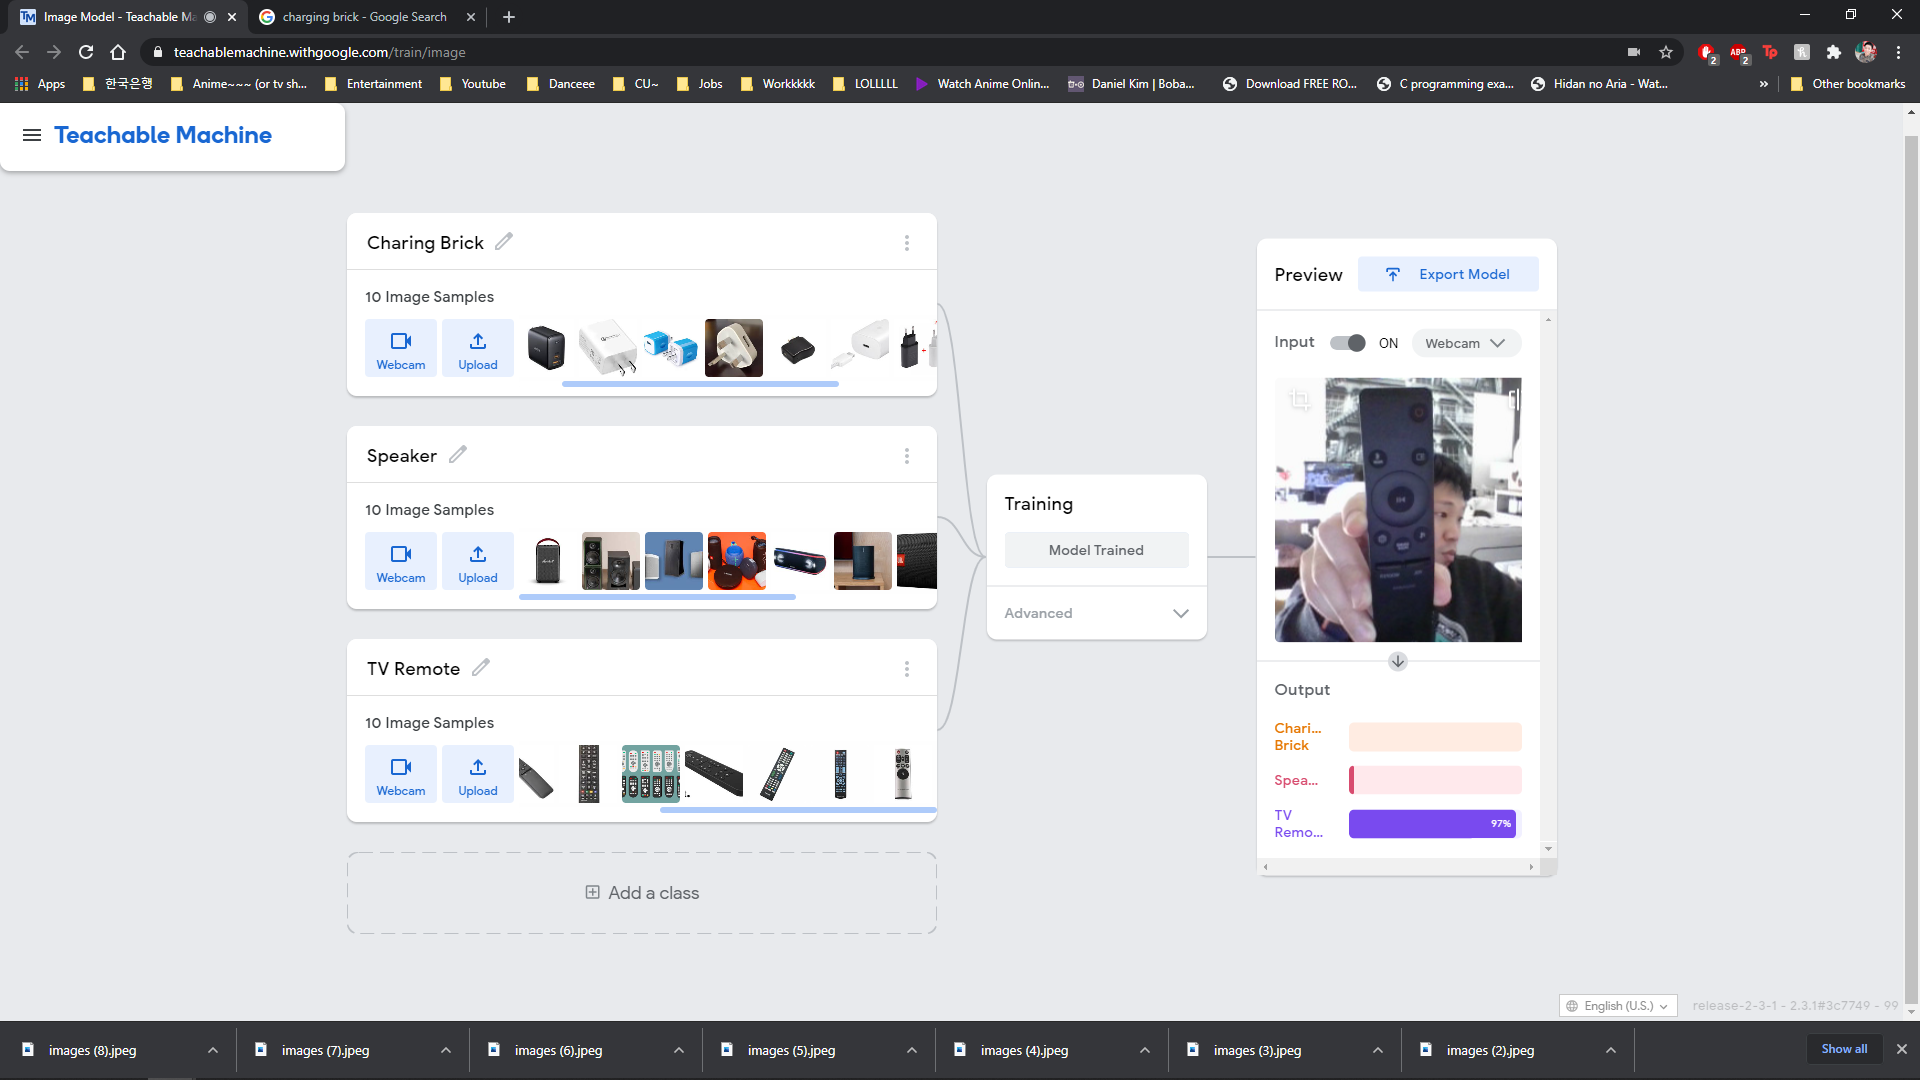 Image Model - Teachable Ma
charging brick - Google Search
teachablemachine.withgoogle.com/train/image
2
ABP
2
Tp
Apps
한국은행
Anime~~~ (or tv sh...
Entertainment
Youtube
Danceee
CU~
Jobs
Workkkkk
LOLLLLL
Watch Anime Onlin...
Daniel Kim | Boba...
Download FREE RO...
C programming exa...
Hidan no Aria - Wat...
»
Other bookmarks
Teachable Machine
Charing Brick
10 Image Samples
Webcam
Upload
Speaker
10 Image Samples
Webcam
Upload
TV Remote
10 Image Samples
Webcam
Upload
Add a class
Training
Model Trained
Advanced
Preview
Export Model
Input
ON
Webcam
Output
Chari...
Brick
Spea...
TV
Remo...
97%
English (U.S.)
release-2-3-1 - 2.3.1#3c7749 - 99
images (8).jpeg
images (7).jpeg
images (6).jpeg
images (5).jpeg
images (4).jpeg
images (3).jpeg
images (2).jpeg
Show all